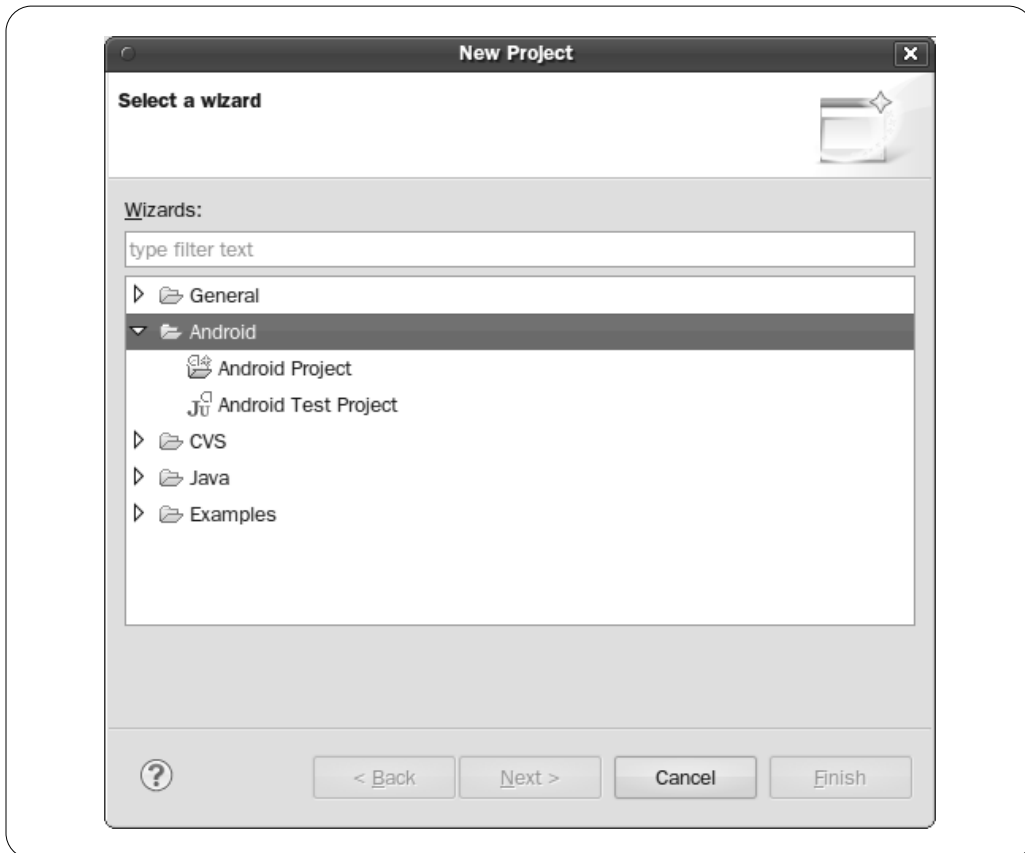 New Project
Select a wizard
Wizards:
type filter text
General
Android
Android Project
Android Test Project
CVS
Java
Examples
< Back Next > Cancel Finish